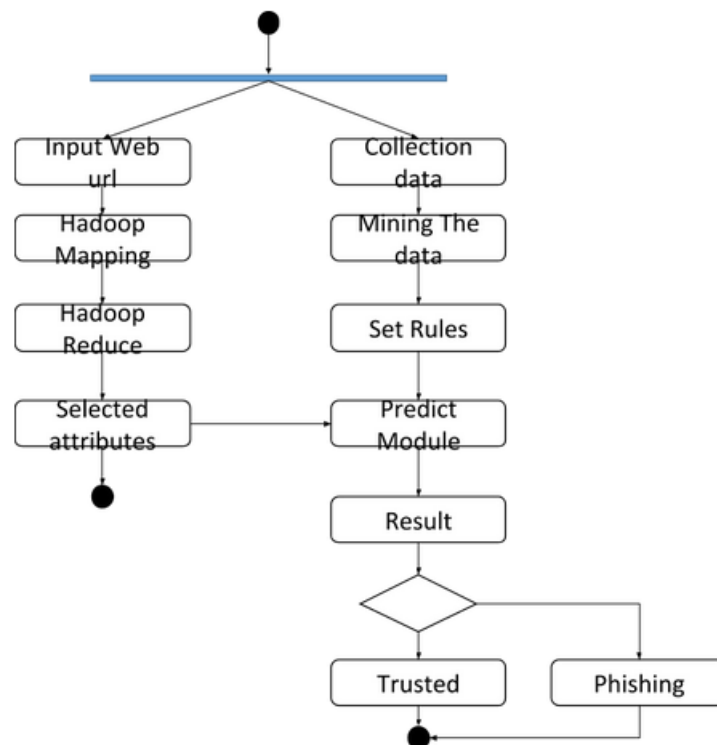 Input Web
url
Collection
data
Hadoop
Mapping
Mining The
data
Hadoop
Reduce
Set Rules
Selected
attributes
Predict
Module
Result
Trusted
Phishing